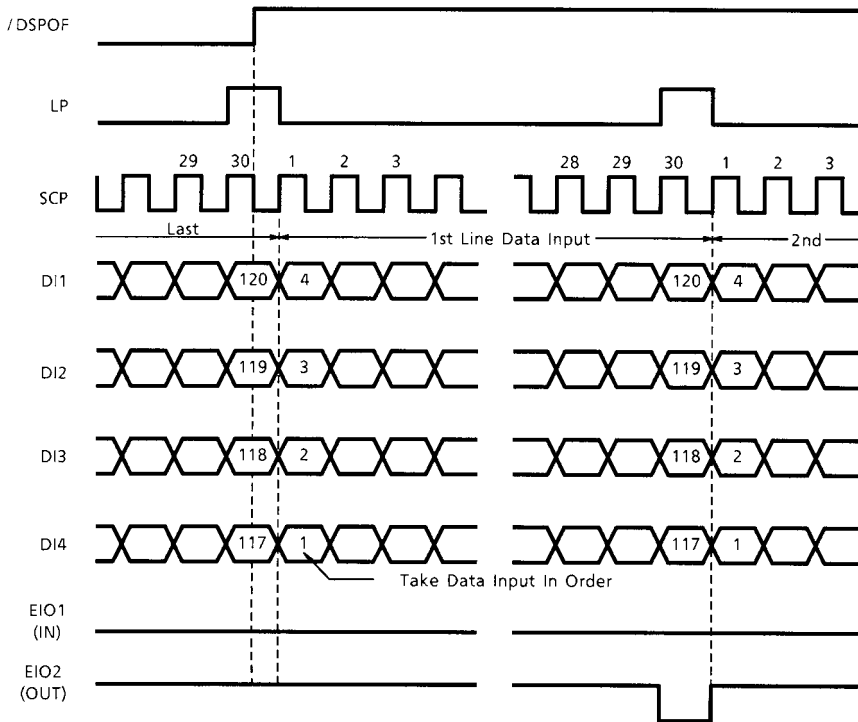 /DSPOF
LP
29 30 1 2 3 28 29 30 1 2 3
SCP
Last 1st Line Data Input 2nd
DI1 120 4 120 4
DI2 119 3 119 3
DI3 118 2 118 2
DI4 117 1 117 1
Take Data Input In Order
EIO1
(IN)
EIO2
(OUT)